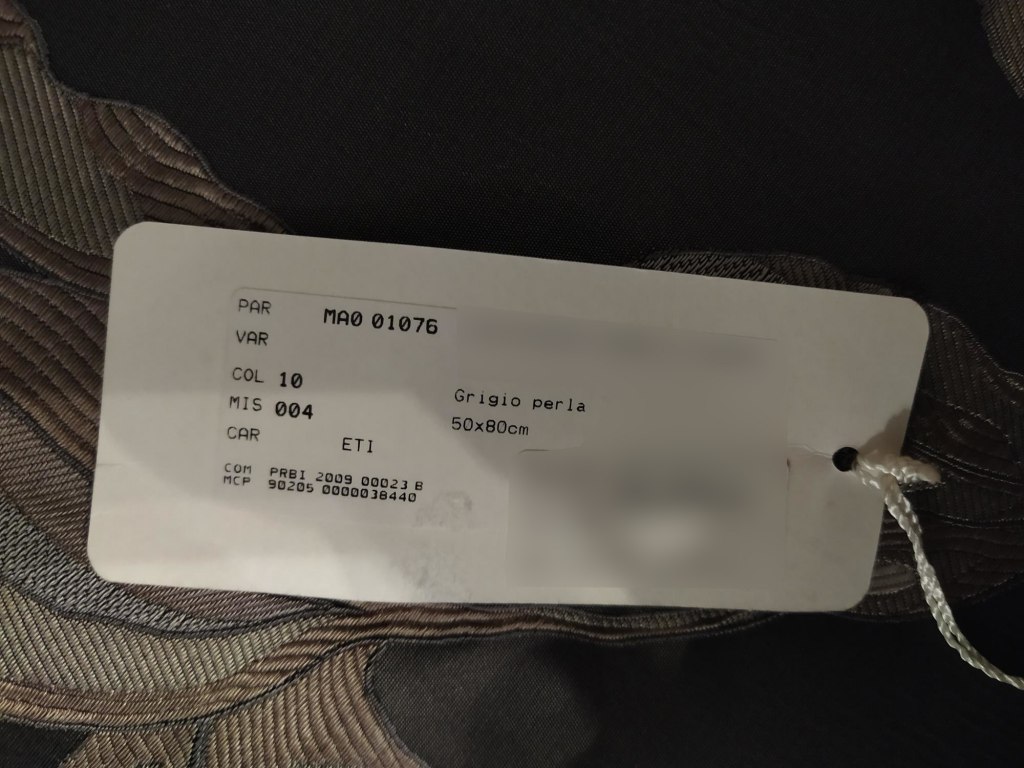 PAR MA0 01076
VAR
COL 10
MIS 004
CAR ETI
COM PRBI 2009 00023 B
MCP 90205 0000038440
Grigio perla
50x80cm